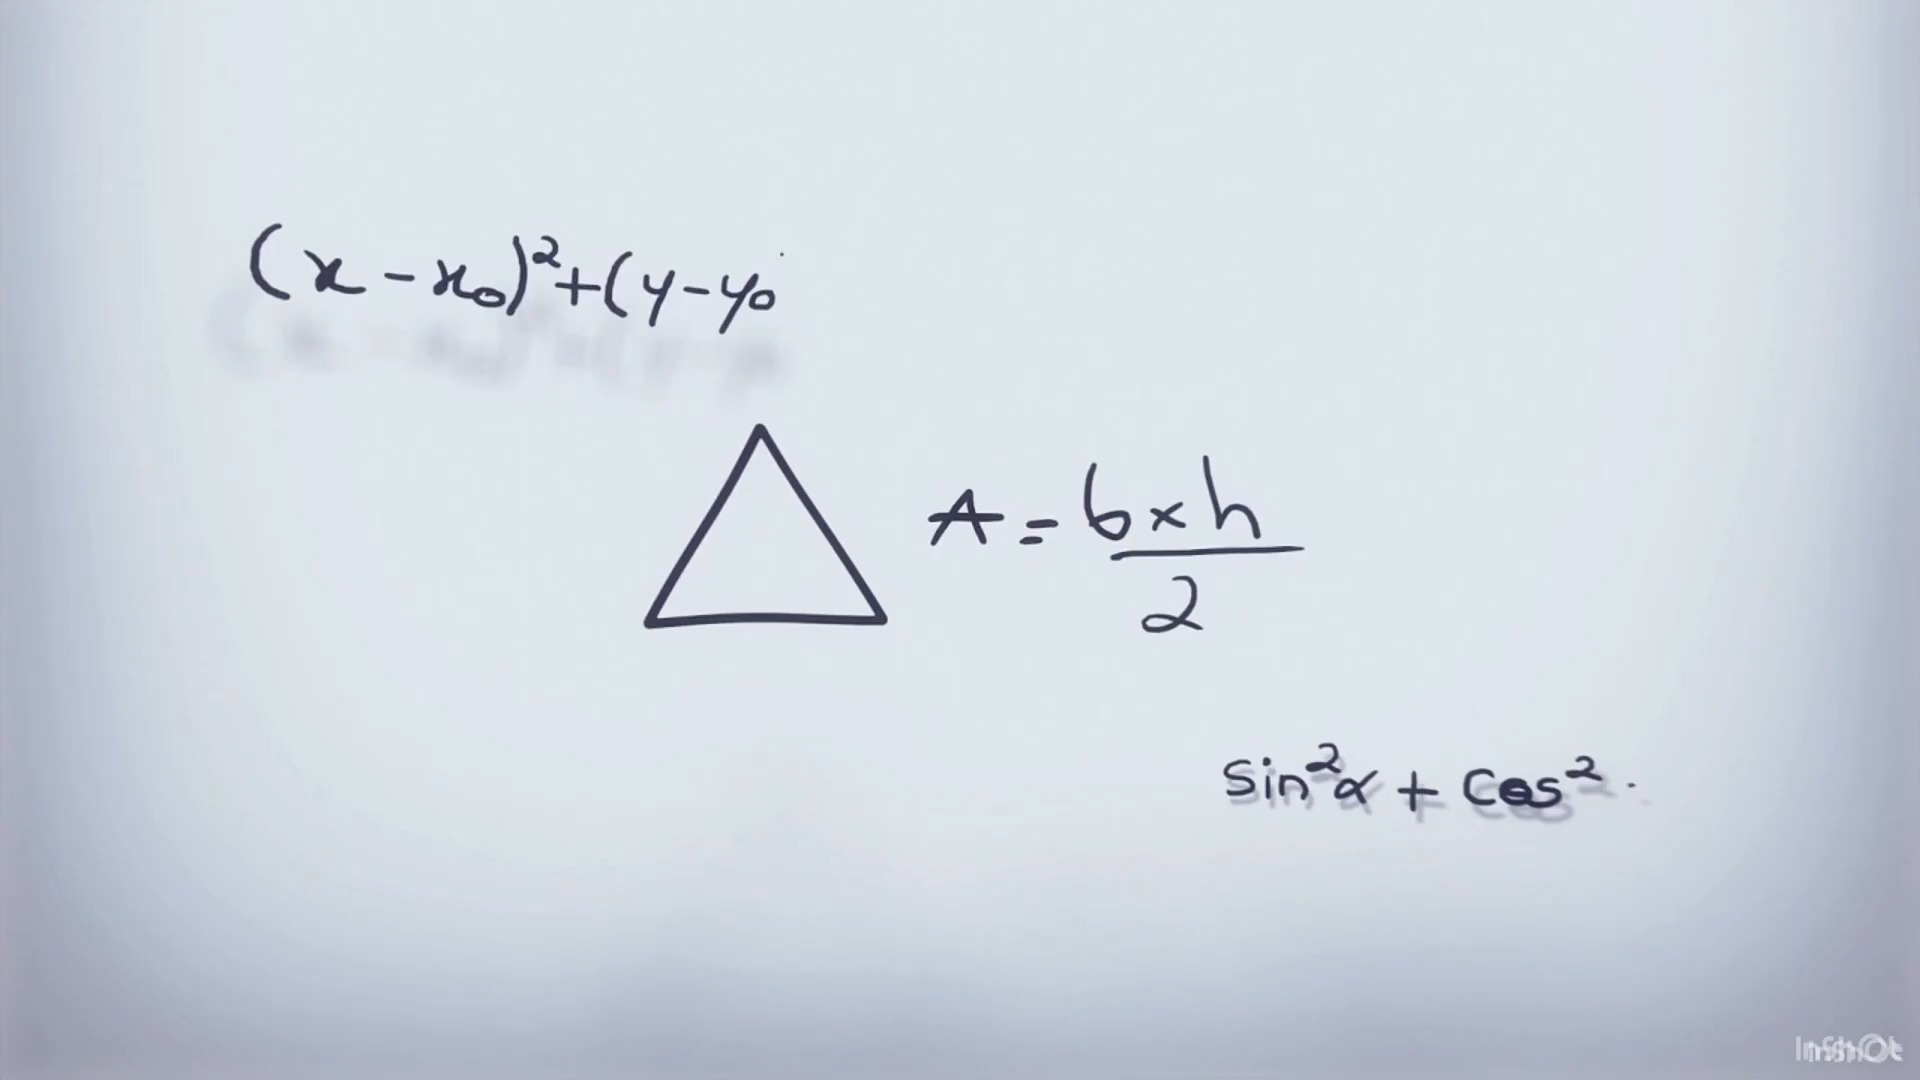 (x - x₀)² + (y - y₀
A = b × h
2
sin²α + cos²